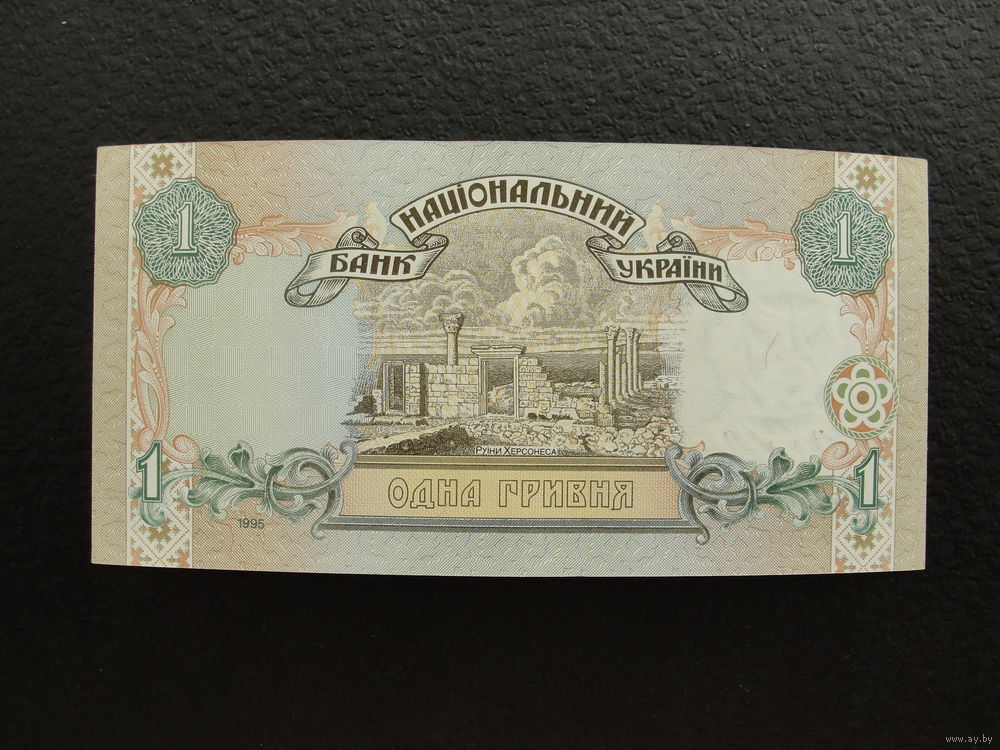 НАЦІОНАЛЬНИЙ
БАНК УКРАЇНИ
1 1
РУЇНИ ХЕРСОНЕСА
1 1
ОДНА ГРИВНЯ
1995
www.ay.by